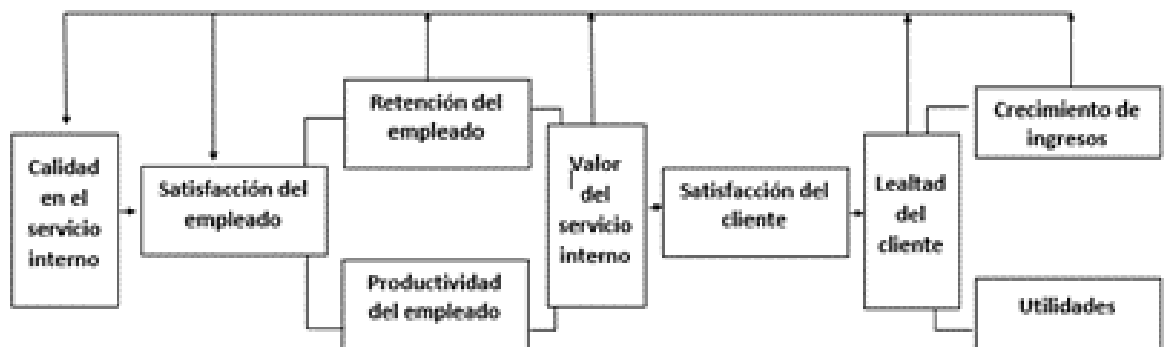 Calidad
en el
servicio
interno
Satisfacción del
empleado
Retención del
empleado
Productividad
del empleado
Valor
del
servicio
interno
Satisfacción del
cliente
Lealtad
del
cliente
Crecimiento de
ingresos
Utilidades